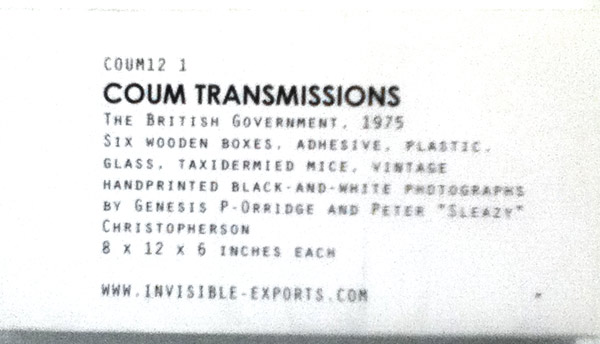 COUM12 1
COUM TRANSMISSIONS
THE BRITISH GOVERNMENT, 1975
SIX WOODEN BOXES, ADHESIVE, PLASTIC,
GLASS, TAXIDERMIED MICE, VINTAGE
HANDPRINTED BLACK-AND-WHITE PHOTOGRAPHS
BY GENESIS P-ORRIDGE AND PETER "SLEAZY"
CHRISTOPHERSON
8 X 12 X 6 INCHES EACH
WWW.INVISIBLE-EXPORTS.COM